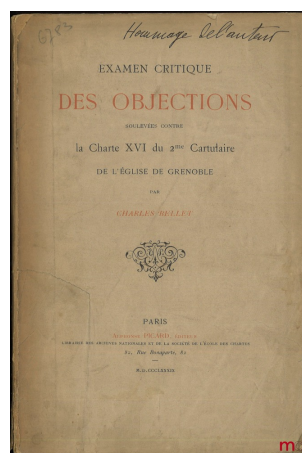 6783
Hommage de l'auteur
EXAMEN CRITIQUE
DES OBJECTIONS
SOULEVÉES CONTRE
la Charte XVI du 2me Cartulaire
DE L'ÉGLISE DE GRENOBLE
PAR
CHARLES BELLET
PARIS
ALPHONSE PICARD, ÉDITEUR
LIBRAIRE DES ARCHIVES NATIONALES ET DE LA SOCIÉTÉ DE L'ÉCOLE DES CHARTES
82, Rue Bonaparte, 82
m